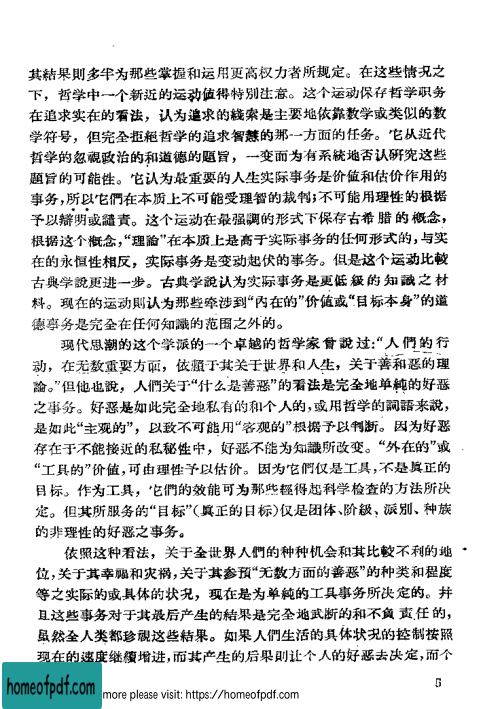 其結果則多半为那些掌握和运用更高权力者所规定。在这些情况之
下，哲学中一个新近的运动值得特別注意。这个运动保存哲学职务
在追求实在的看法，认为追求的綫索是主要地依靠数学或类似的数
学符号，但完全拒絕哲学的追求智慧的那一方面的任务。它从近代
哲学的忽視政治的和道德的題旨，一变而为有系統地否认研究这些
題旨的可能性。它认为最重要的人生实际事务是价值和估价作用的
事务，所以它們在本质上不可能受理智的裁判；不可能用理性的根据
予以辯明或譴責。这个运动在最强調的形式下保存古希腊的概念，
根据这个概念，“理論”在本质上是高于实际事务的任何形式的，与实
在的永恒性相反，实际事务是变动起伏的事务。但是这个运动比較
古典学說更进一步。古典学說认为实际事务是更低級的知識之材
料。现在的运动則认为那些牵涉到“內在的”价値或“目标本身”的道
德事务是完全在任何知識的范围之外的。
现代思潮的这个学派的一个卓越的哲学家曾說过：“人們的行
动，在无数重要方面，依賴于其关于世界和人生，关于善和恶的理
論。”但他也說，人們关于“什么是善恶”的看法是完全地单純的好恶
之事务。好恶是如此完全地私有的和个人的，或用哲学的詞語来說，
是如此“主观的”，以致不可能用“客观的”根据予以判断。因为好恶
存在于不能接近的私秘性中，好恶不能为知識所改变。“外在的”或
“工具的”价値，可由理性予以估价。因为它們仅是工具，不是真正的
目标。作为工具，它們的效能可为那些經得起科学检查的方法所决
定。但其所服务的“目标”（真正的目标）仅是团体、阶級、派别、种族
的非理性的好恶之事务。
依照这种看法，关于全世界人們的种种机会和其比較不利的地
位，关于其幸福和灾祸，关于其参預“无数方面的善恶”的种类和程度
等之实际的或具体的状况，现在是为单純的工具事务所决定的。并
且这些事务对于其最后产生的結果是完全地武断的和不負责任的，
虽然全人类都珍視这些結果。如果人們生活的具体状况的控制按照
现在的速度继續增进，而其产生的后果則让个人的好恶去决定，而个
5
homeofpdf.com
more please visit: https://homeofpdf.com